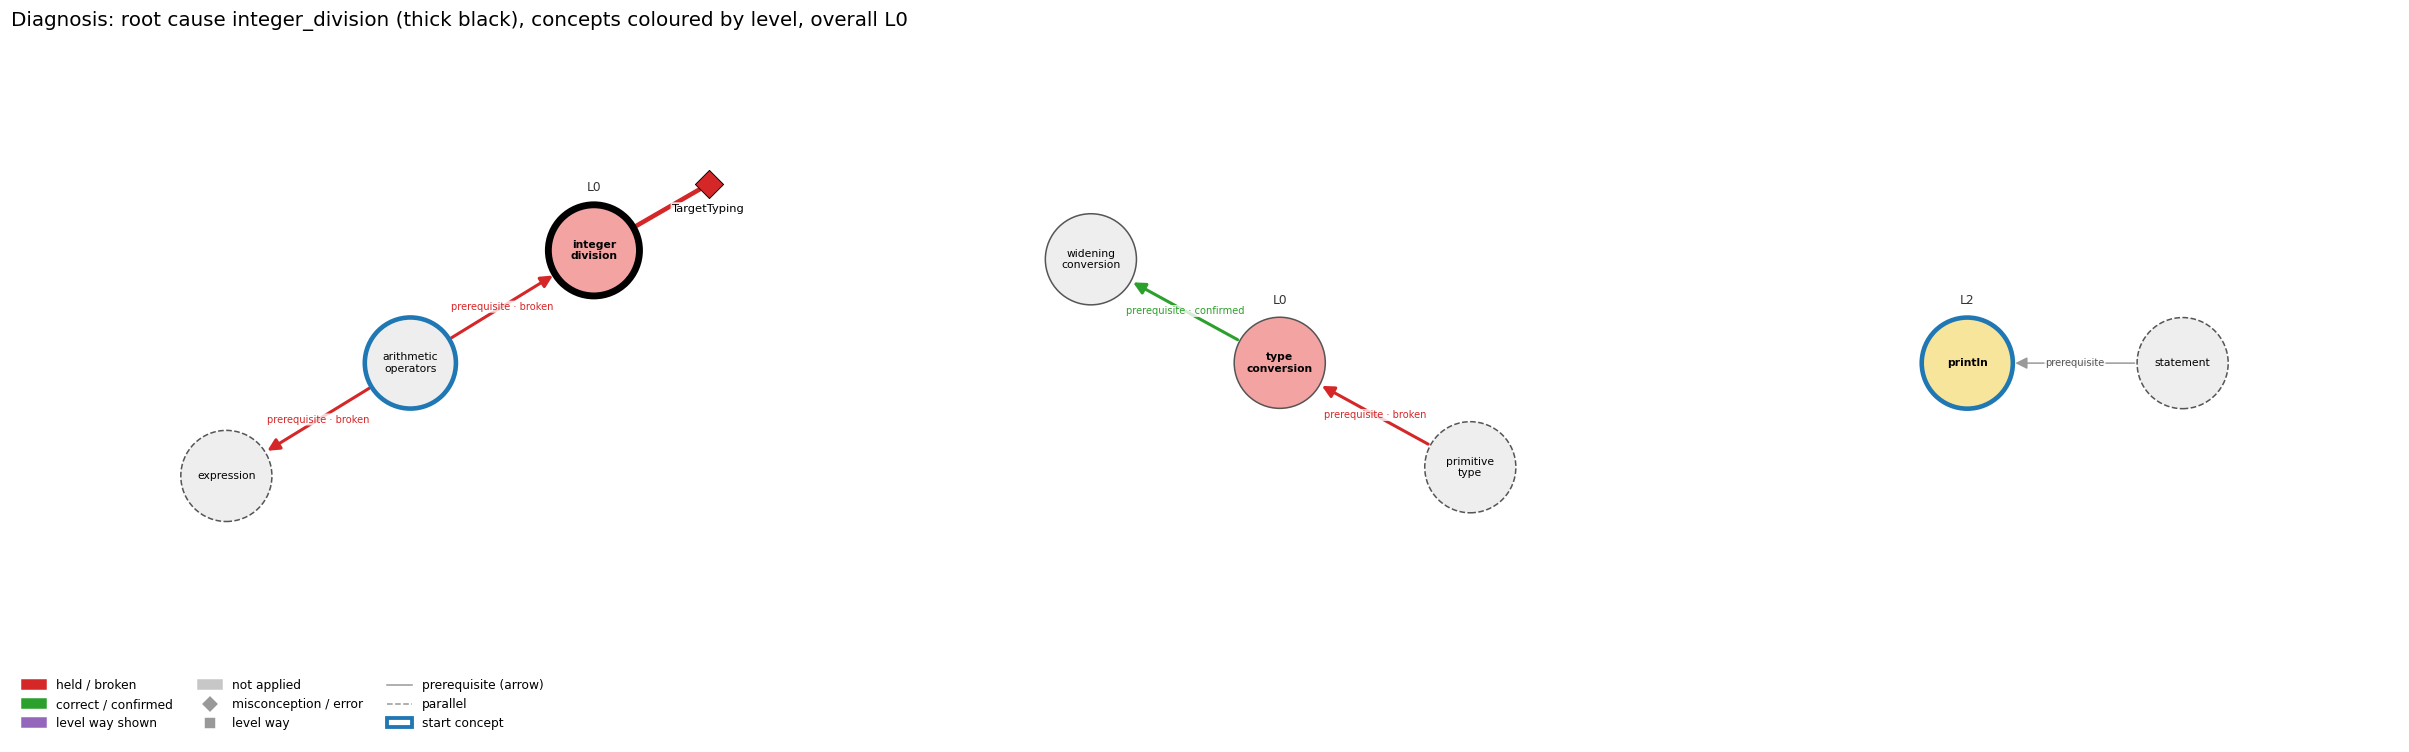 Diagnosis: root cause integer_division (thick black), concepts coloured by level, overall L0
L0
TargetTyping
integer
division
prerequisite · broken
arithmetic
operators
prerequisite · broken
expression
widening
conversion
L0
prerequisite · confirmed
type
conversion
prerequisite · broken
primitive
type
L2
println
prerequisite
statement
held / broken
correct / confirmed
level way shown
not applied
misconception / error
level way
prerequisite (arrow)
parallel
start concept